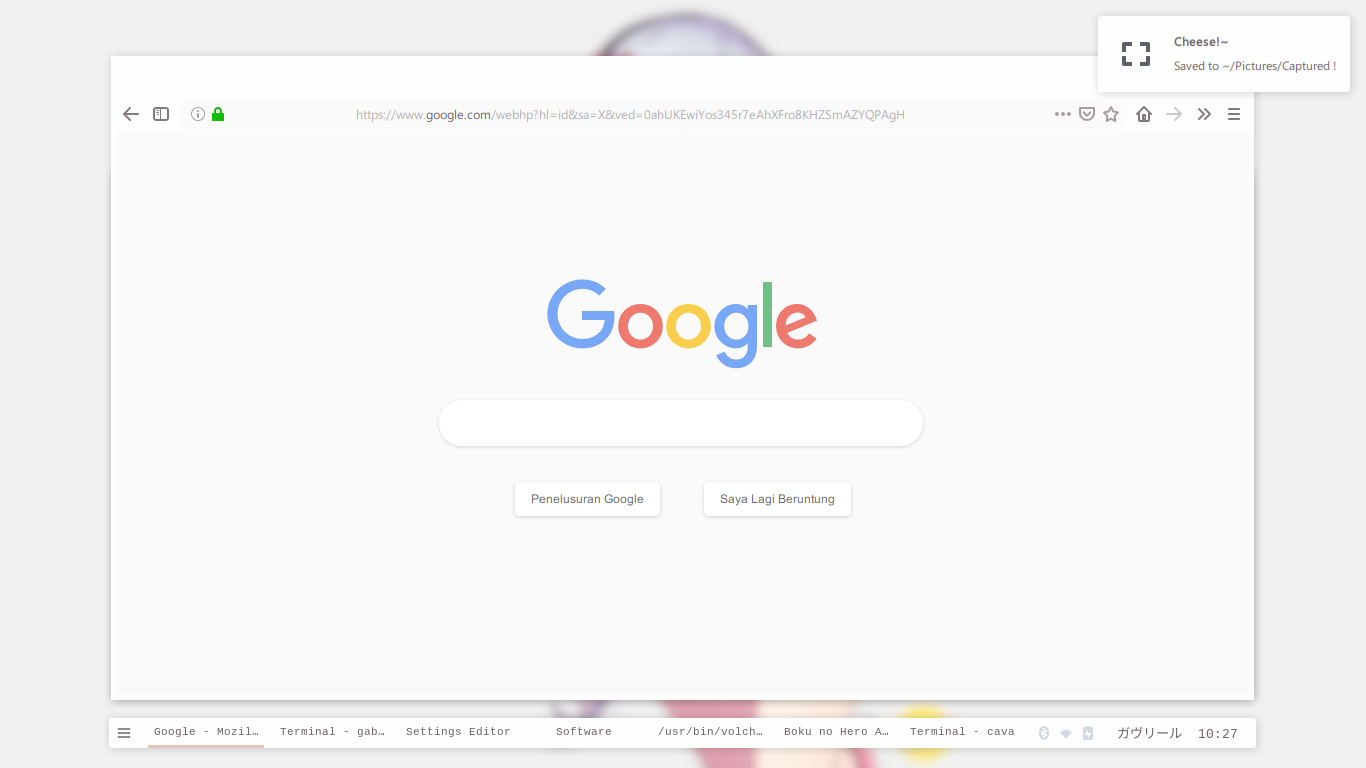 Cheese!~
Saved to ~/Pictures/Captured !
https://www.google.com/webhp?hl=id&sa=X&ved=0ahUKEwiYos345r7eAhXFro8KHZSmAZYQPAgH
Google
Penelusuran Google
Saya Lagi Beruntung
Google - Mozil… Terminal - gab… Settings Editor Software /usr/bin/volch… Boku no Hero A… Terminal - cava ガヴリール 10:27